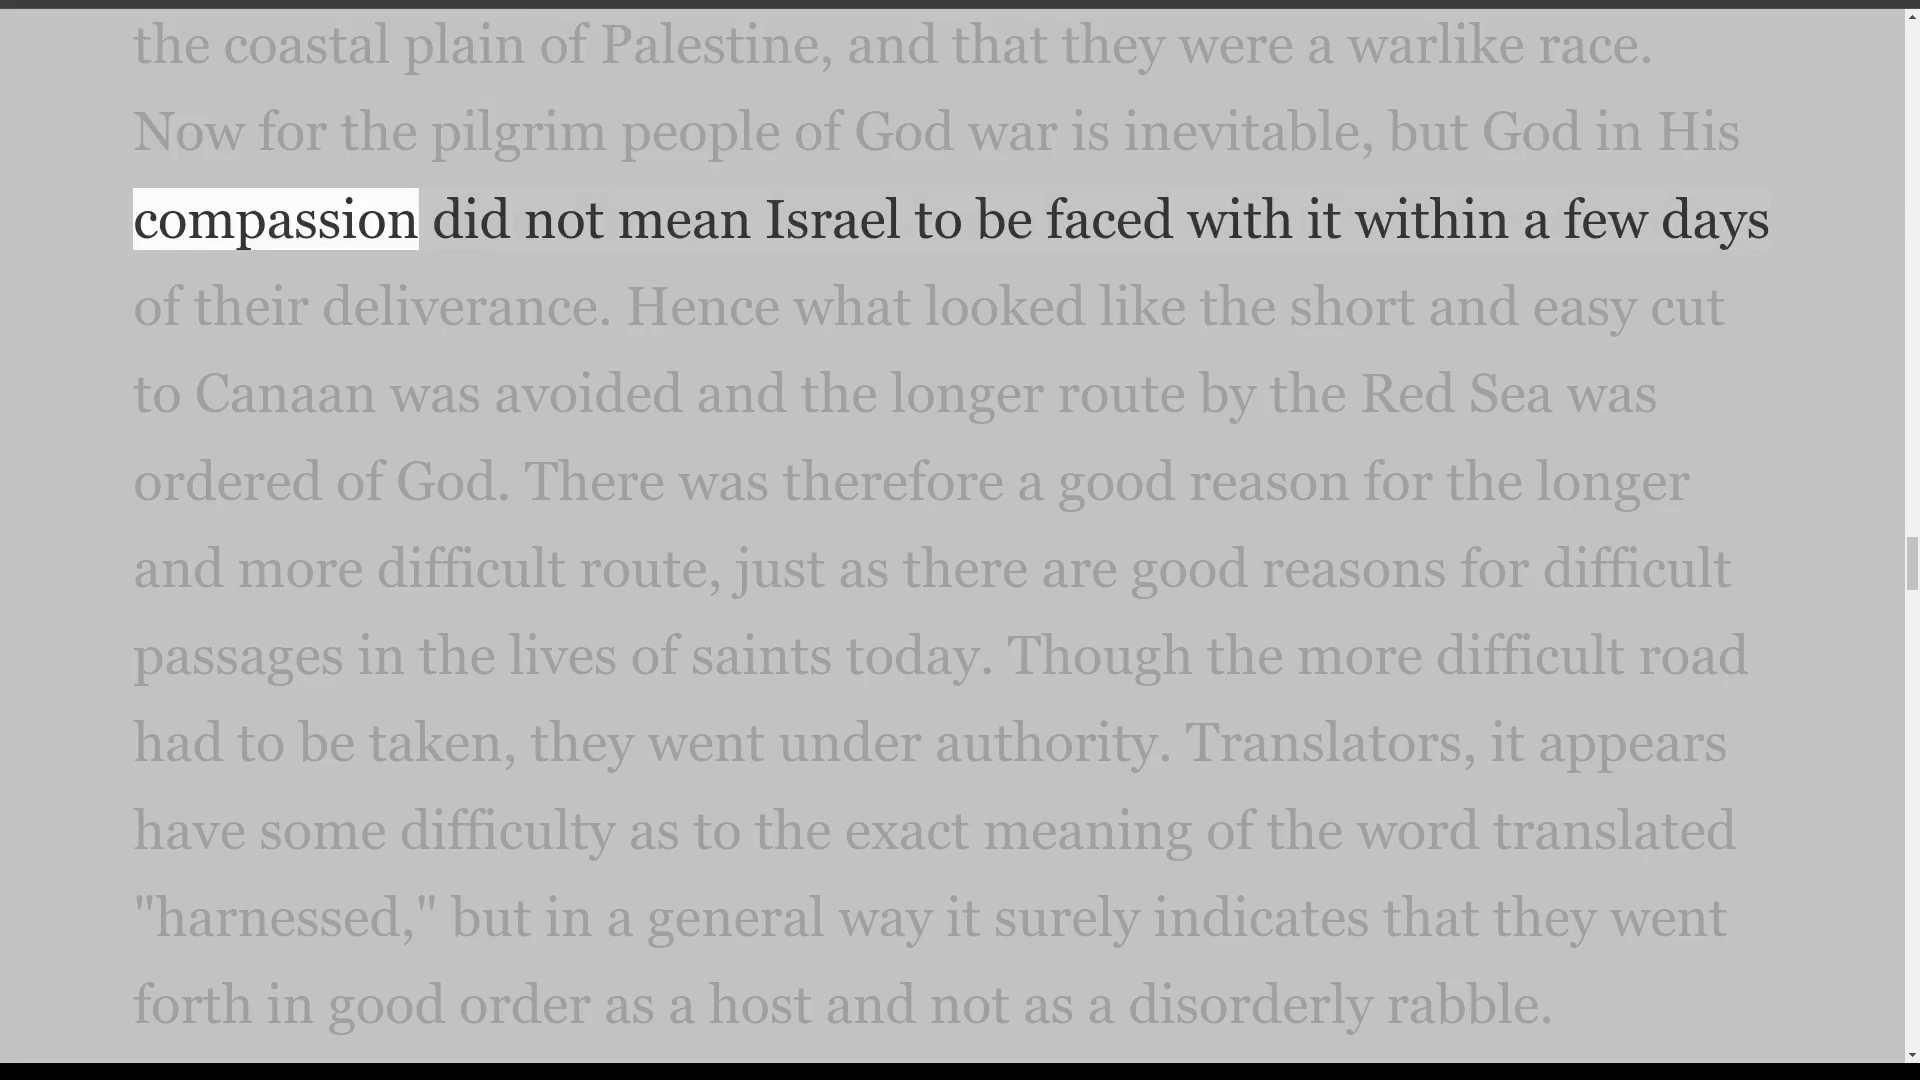 the coastal plain of Palestine, and that they were a warlike race.
Now for the pilgrim people of God war is inevitable, but God in His
compassion did not mean Israel to be faced with it within a few days
of their deliverance. Hence what looked like the short and easy cut
to Canaan was avoided and the longer route by the Red Sea was
ordered of God. There was therefore a good reason for the longer
and more difficult route, just as there are good reasons for difficult
passages in the lives of saints today. Though the more difficult road
had to be taken, they went under authority. Translators, it appears
have some difficulty as to the exact meaning of the word translated
"harnessed," but in a general way it surely indicates that they went
forth in good order as a host and not as a disorderly rabble.